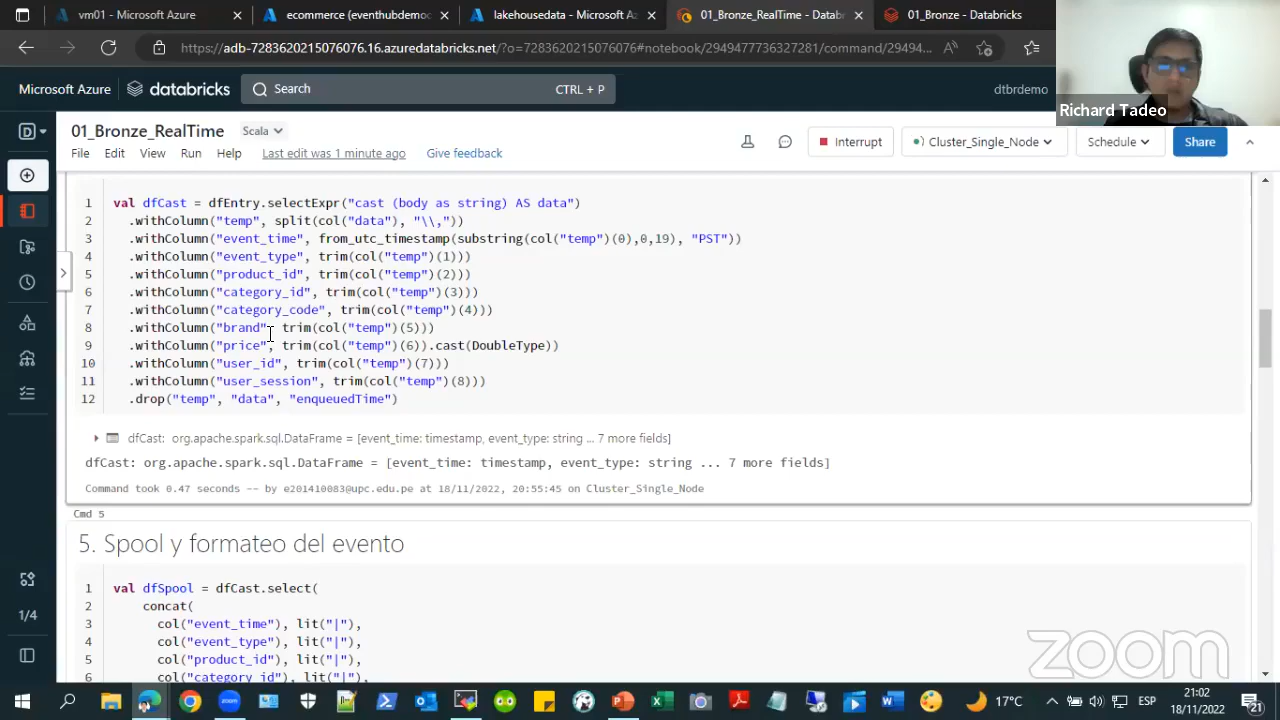 vm01 - Microsoft Azure
ecommerce (eventhubdemo
lakehousedata - Microsoft Az
01_Bronze_RealTime - Datab
01_Bronze - Databricks
https://adb-7283620215076076.16.azuredatabricks.net/?o=7283620215076076#notebook/2949477736327281/command/29494...
Microsoft Azure
databricks
Search
CTRL + P
dtbrdemo
Richard Tadeo
01_Bronze_RealTime
Scala
File Edit View Run Help Last edit was 1 minute ago Give feedback
Interrupt
Cluster_Single_Node
Schedule
Share
1 val dfCast = dfEntry.selectExpr("cast (body as string) AS data")
2 .withColumn("temp", split(col("data"), "\\,"))
3 .withColumn("event_time", from_utc_timestamp(substring(col("temp")(0),0,19), "PST"))
4 .withColumn("event_type", trim(col("temp")(1)))
5 .withColumn("product_id", trim(col("temp")(2)))
6 .withColumn("category_id", trim(col("temp")(3)))
7 .withColumn("category_code", trim(col("temp")(4)))
8 .withColumn("brand", trim(col("temp")(5)))
9 .withColumn("price", trim(col("temp")(6)).cast(DoubleType))
10 .withColumn("user_id", trim(col("temp")(7)))
11 .withColumn("user_session", trim(col("temp")(8)))
12 .drop("temp", "data", "enqueuedTime")
dfCast: org.apache.spark.sql.DataFrame = [event_time: timestamp, event_type: string ... 7 more fields]
dfCast: org.apache.spark.sql.DataFrame = [event_time: timestamp, event_type: string ... 7 more fields]
Command took 0.47 seconds -- by e201410083@upc.edu.pe at 18/11/2022, 20:55:45 on Cluster_Single_Node
Cmd 5
5. Spool y formateo del evento
1 val dfSpool = dfCast.select(
2 concat(
3 col("event_time"), lit("|"),
4 col("event_type"), lit("|"),
5 col("product_id"), lit("|"),
6 col("category_id"), lit("|"),
1/4
zoom
17°C
ESP
21:02
18/11/2022
21